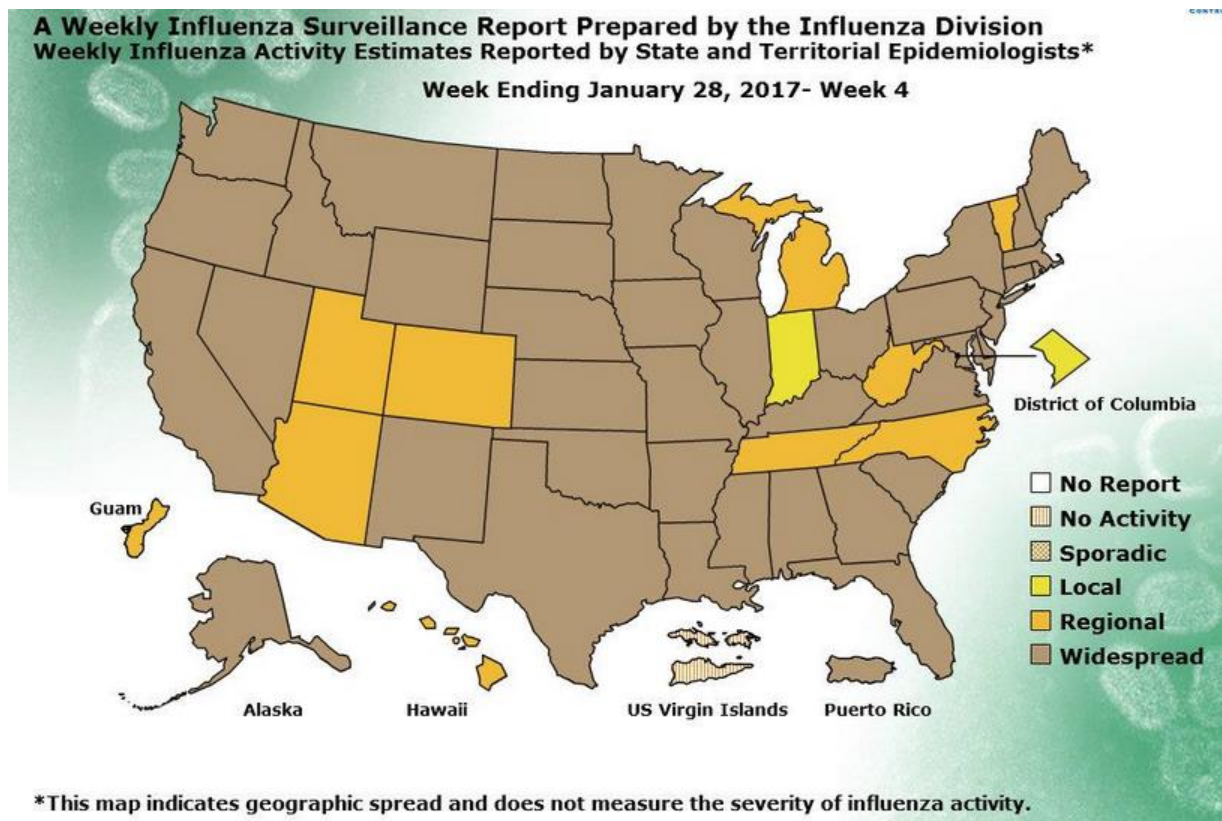 A Weekly Influenza Surveillance Report Prepared by the Influenza Division
Weekly Influenza Activity Estimates Reported by State and Territorial Epidemiologists*
Week Ending January 28, 2017- Week 4
District of Columbia
No Report
No Activity
Sporadic
Local
Regional
Widespread
Guam
Alaska
Hawaii
US Virgin Islands
Puerto Rico
*This map indicates geographic spread and does not measure the severity of influenza activity.